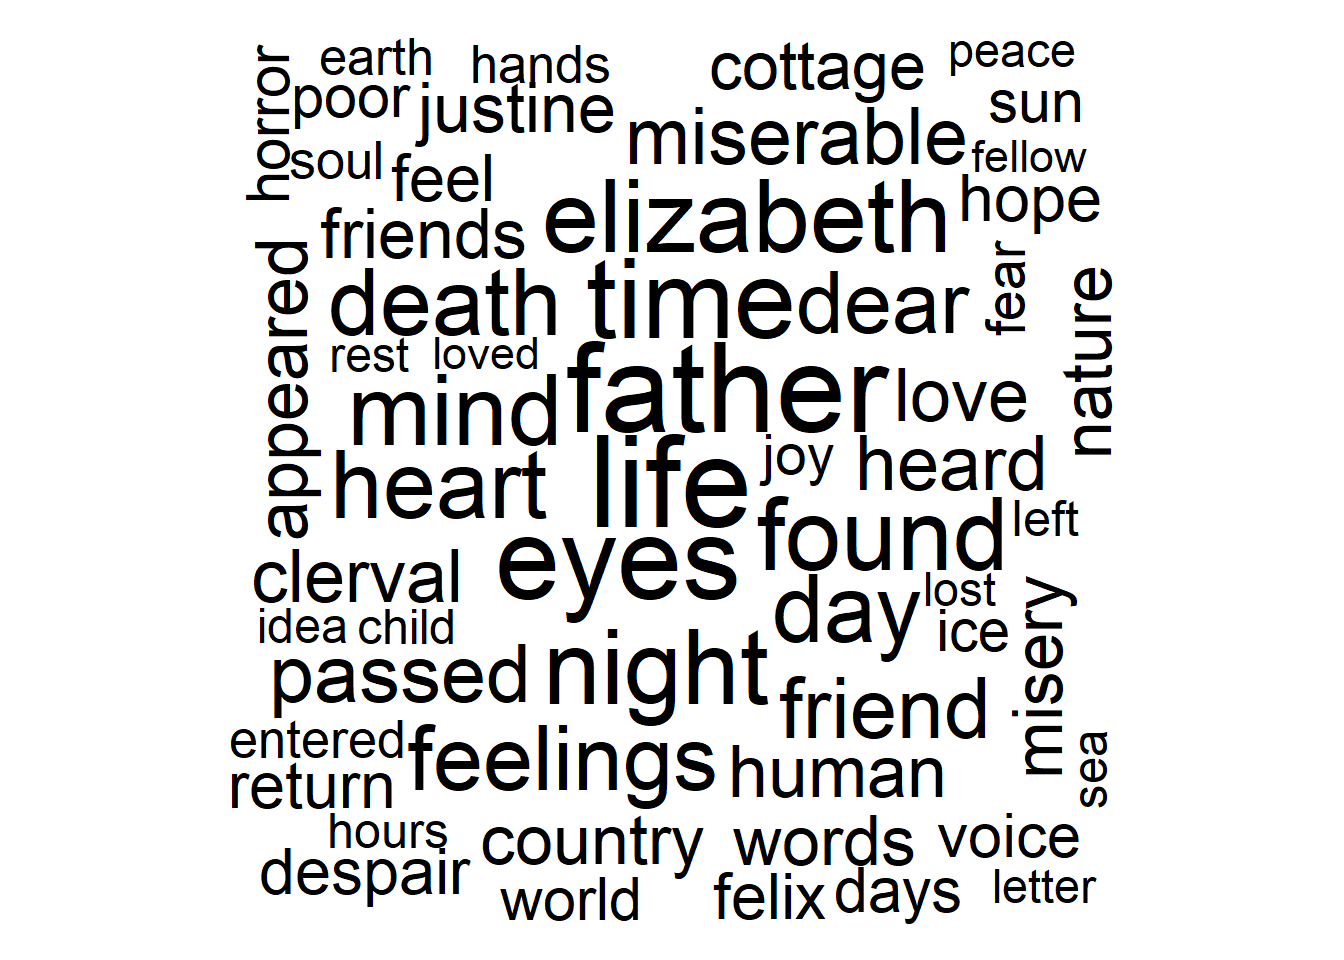 earth hands cottage peace
horror poor justine miserable sun
soul feel fellow
friends elizabeth hope
appeared death time dear fear nature
rest loved
mind father love
heart life joy heard
eyes found left
clerval day lost
idea child ice misery
passed night friend
entered feelings human sea
return
hours country words voice
despair world felix days letter